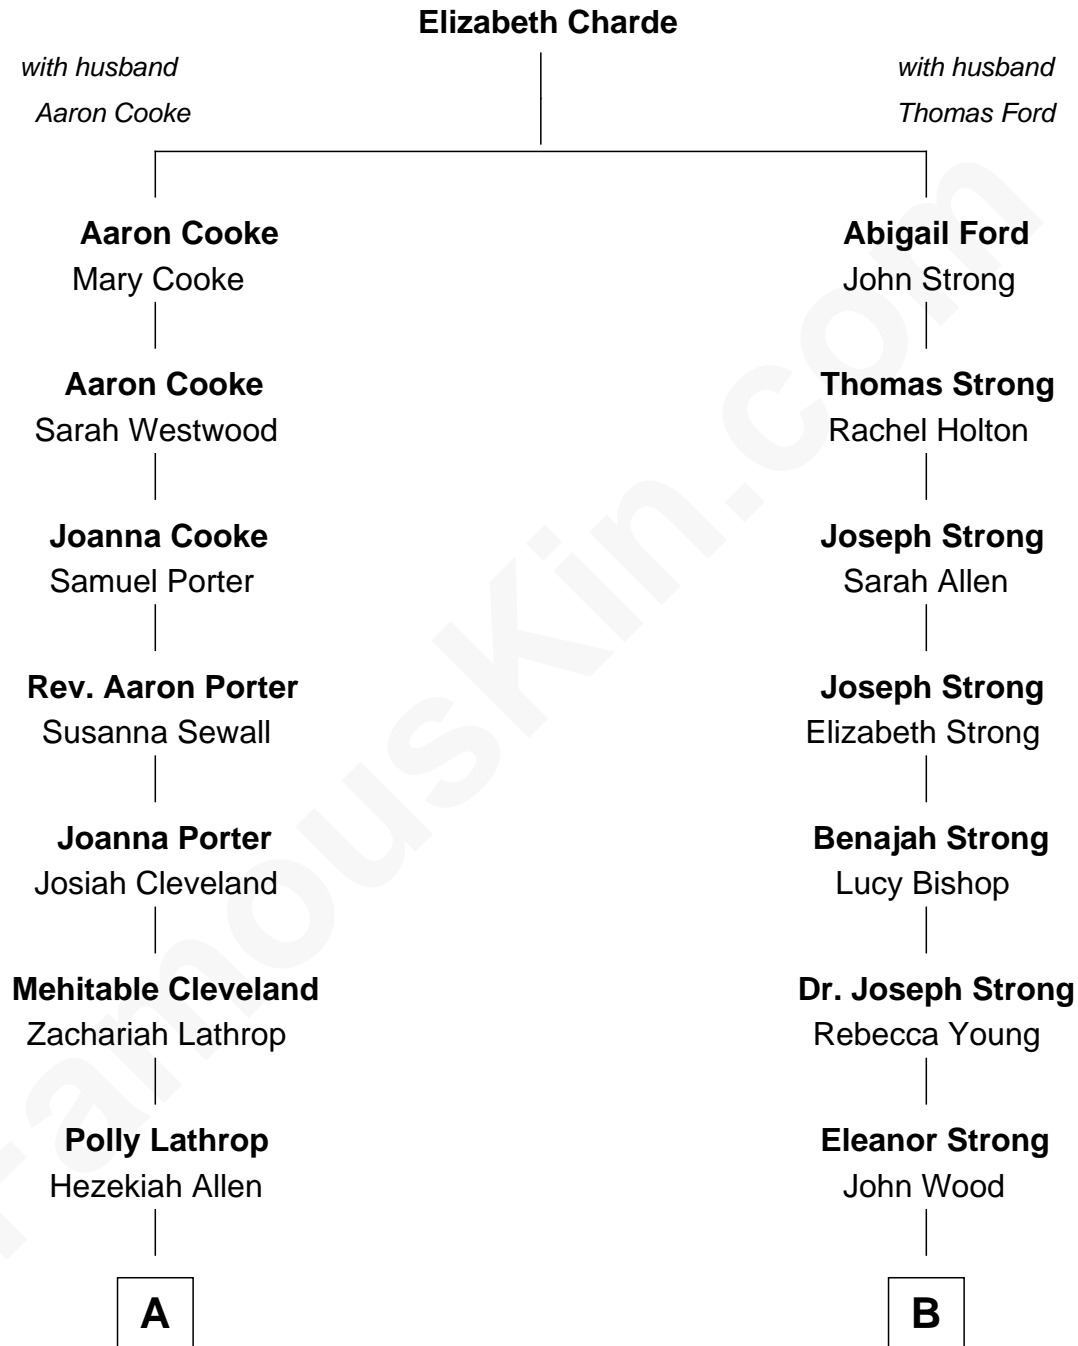 Elizabeth Charde
with husband
Aaron Cooke
with husband
Thomas Ford
Aaron Cooke
Mary Cooke
Abigail Ford
John Strong
Aaron Cooke
Sarah Westwood
Thomas Strong
Rachel Holton
Joanna Cooke
Samuel Porter
Joseph Strong
Sarah Allen
Rev. Aaron Porter
Susanna Sewall
Joseph Strong
Elizabeth Strong
Joanna Porter
Josiah Cleveland
Benajah Strong
Lucy Bishop
Mehitable Cleveland
Zachariah Lathrop
Dr. Joseph Strong
Rebecca Young
Polly Lathrop
Hezekiah Allen
Eleanor Strong
John Wood
A
B
FamousKin.com